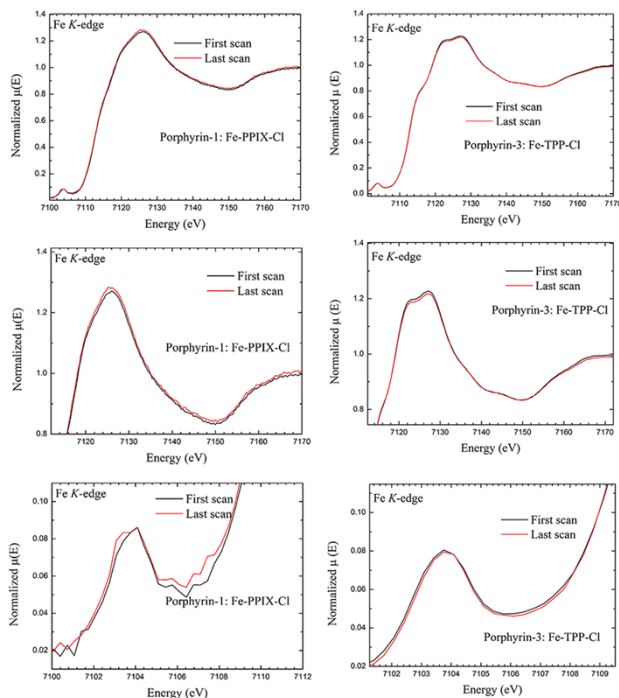 Fe K-edge
First scan
Last scan
Porphyrin-1: Fe-PPIX-Cl
1.4
1.2
1.0
0.8
0.6
0.4
0.2
0.0
Normalized μ(E)
7100 7110 7120 7130 7140 7150 7160 7170
Energy (eV)
Fe K-edge
First scan
Last scan
Porphyrin-3: Fe-TPP-Cl
1.4
1.2
1.0
0.8
0.6
0.4
0.2
0.0
Normalized μ(E)
7100 7110 7120 7130 7140 7150 7160 7170
Energy (eV)
Fe K-edge
First scan
Last scan
Porphyrin-1: Fe-PPIX-Cl
1.4
1.2
1.0
0.8
Normalized μ (E)
7120 7130 7140 7150 7160 7170
Energy (eV)
Fe K-edge
First scan
Last scan
Porphyrin-3: Fe-TPP-Cl
1.4
1.2
1.0
0.8
Normalized μ (E)
7120 7130 7140 7150 7160 7170
Energy (eV)
Fe K-edge
First scan
Last scan
Porphyrin-1: Fe-PPIX-Cl
0.10
0.08
0.06
0.04
0.02
Normalized μ(E)
7100 7102 7104 7106 7108 7110 7112
Energy (eV)
Fe K-edge
First scan
Last scan
Porphyrin-3: Fe-TPP-Cl
0.10
0.08
0.06
0.04
0.02
Normalized μ(E)
7102 7103 7104 7105 7106 7107 7108 7109
Energy (eV)